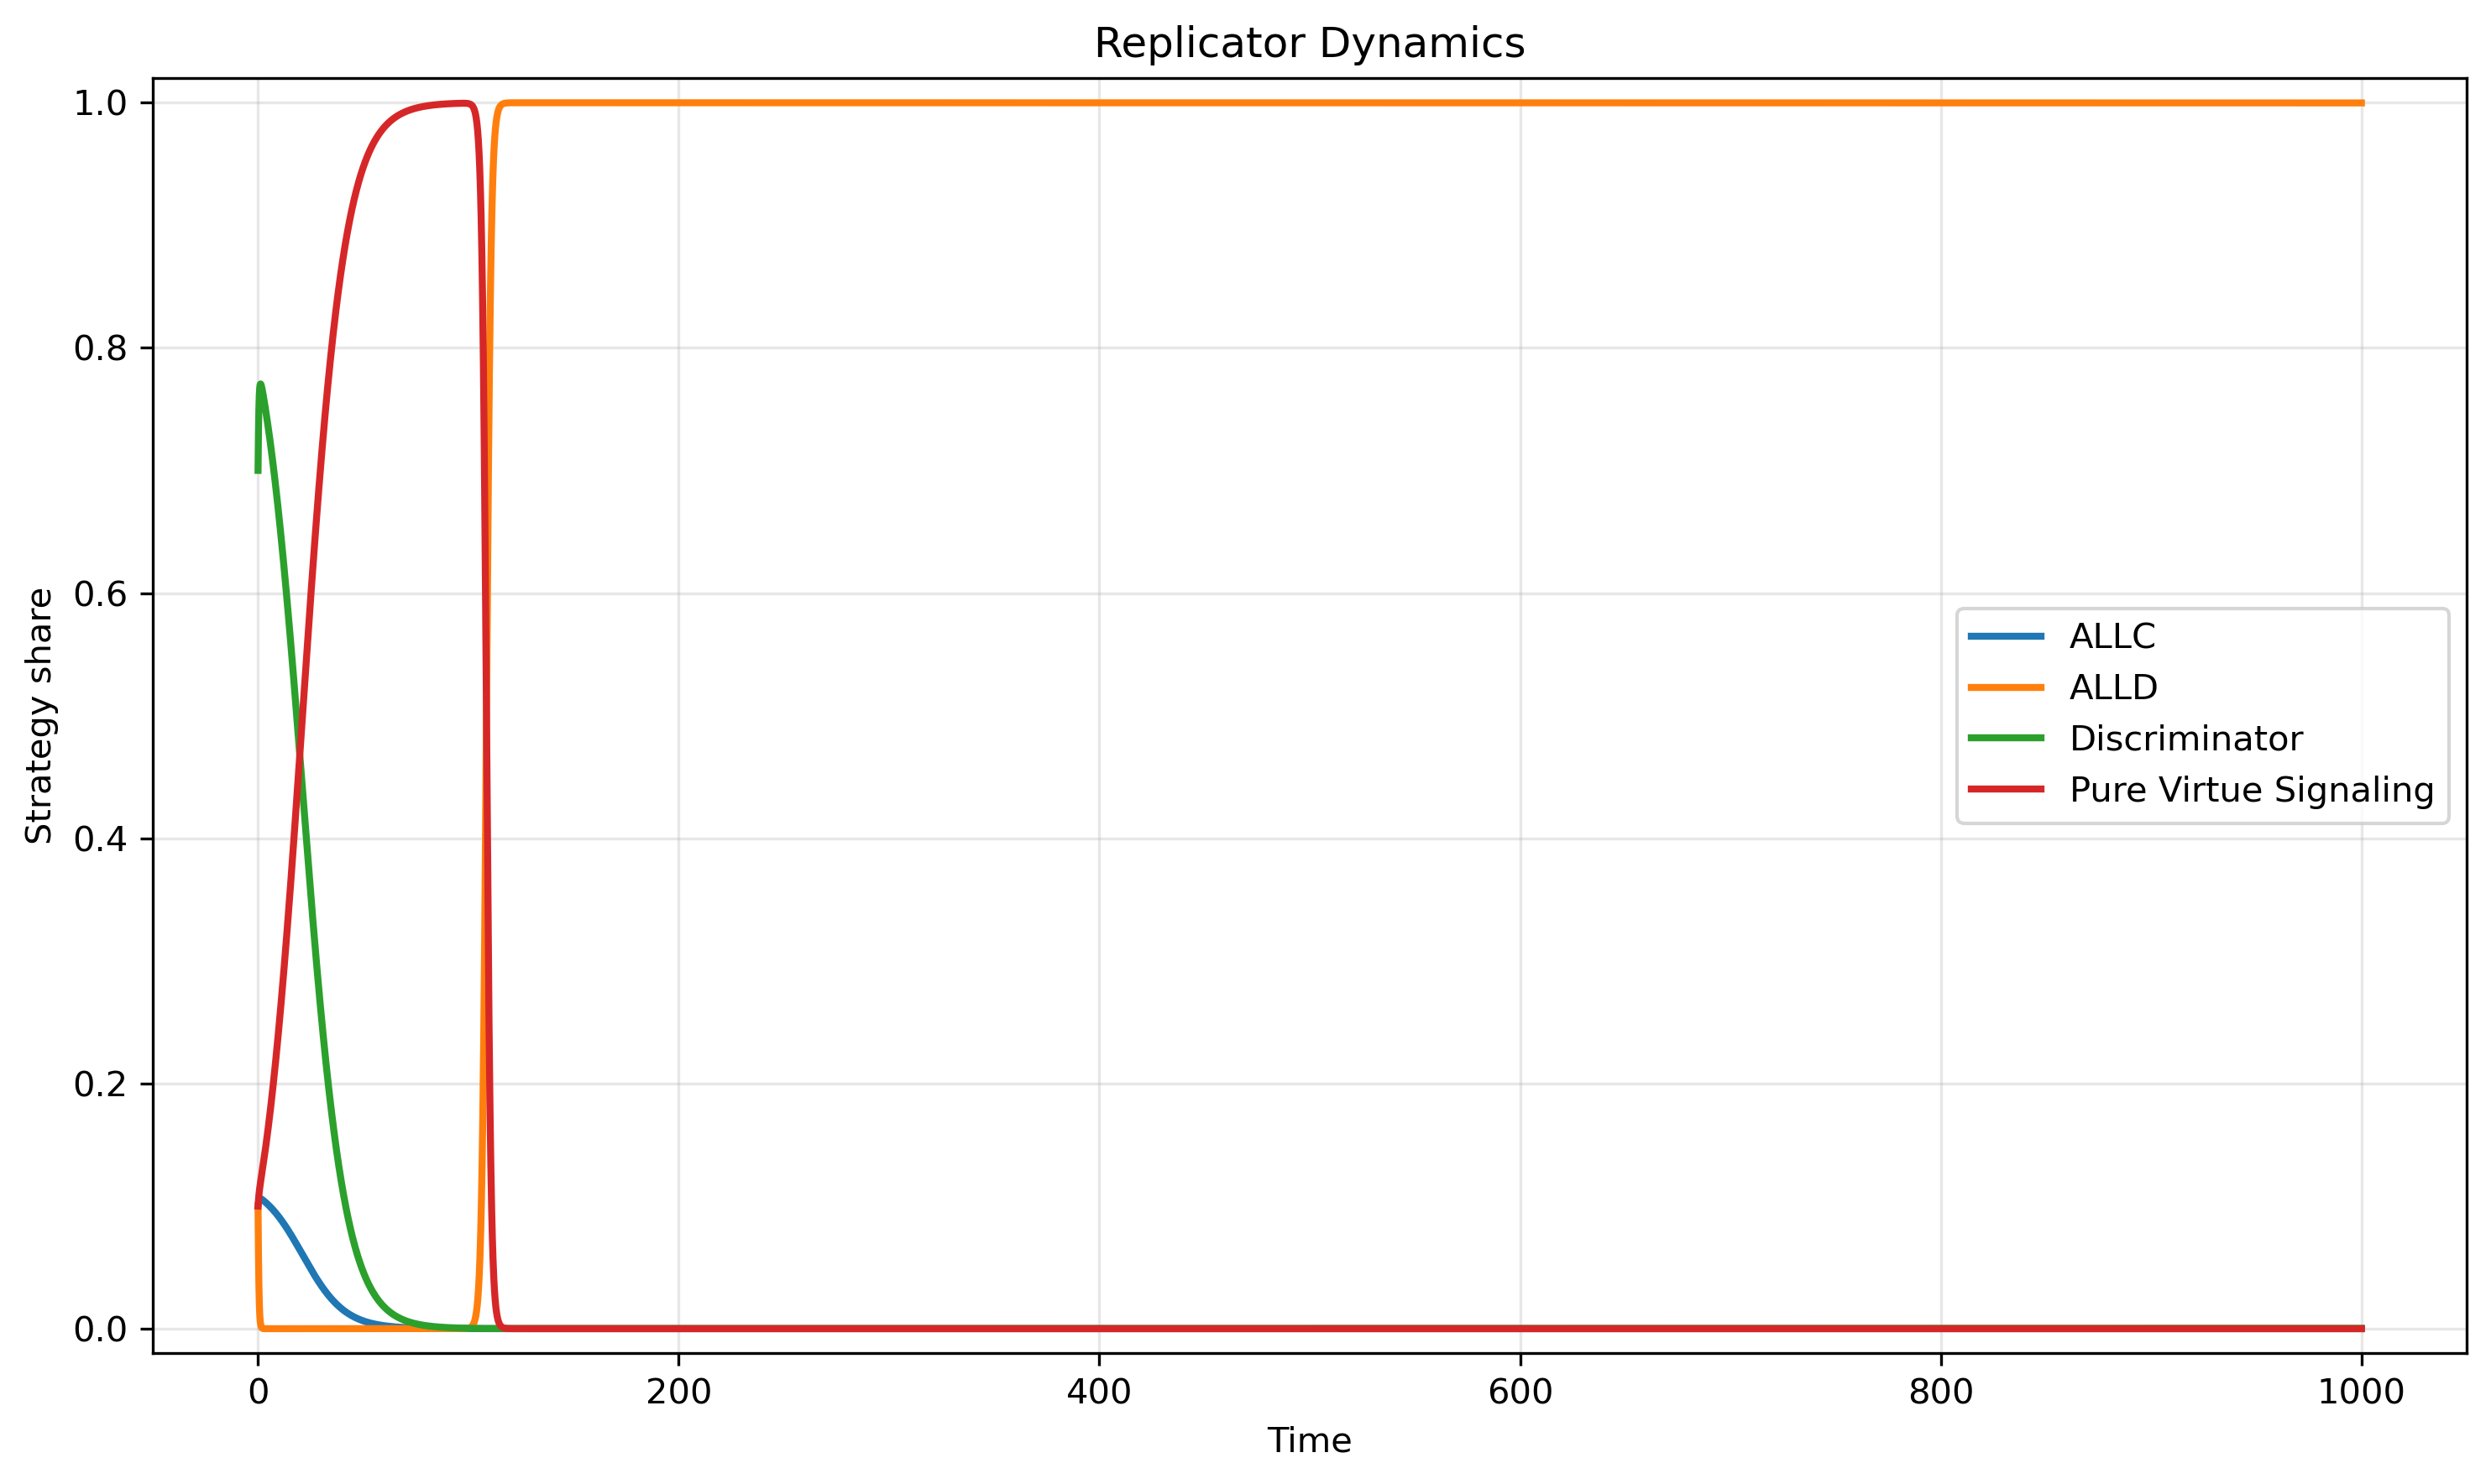 Replicator Dynamics
Strategy share
1.0
0.8
0.6
0.4
0.2
0.0
ALLC
ALLD
Discriminator
Pure Virtue Signaling
0 200 400 600 800 1000
Time